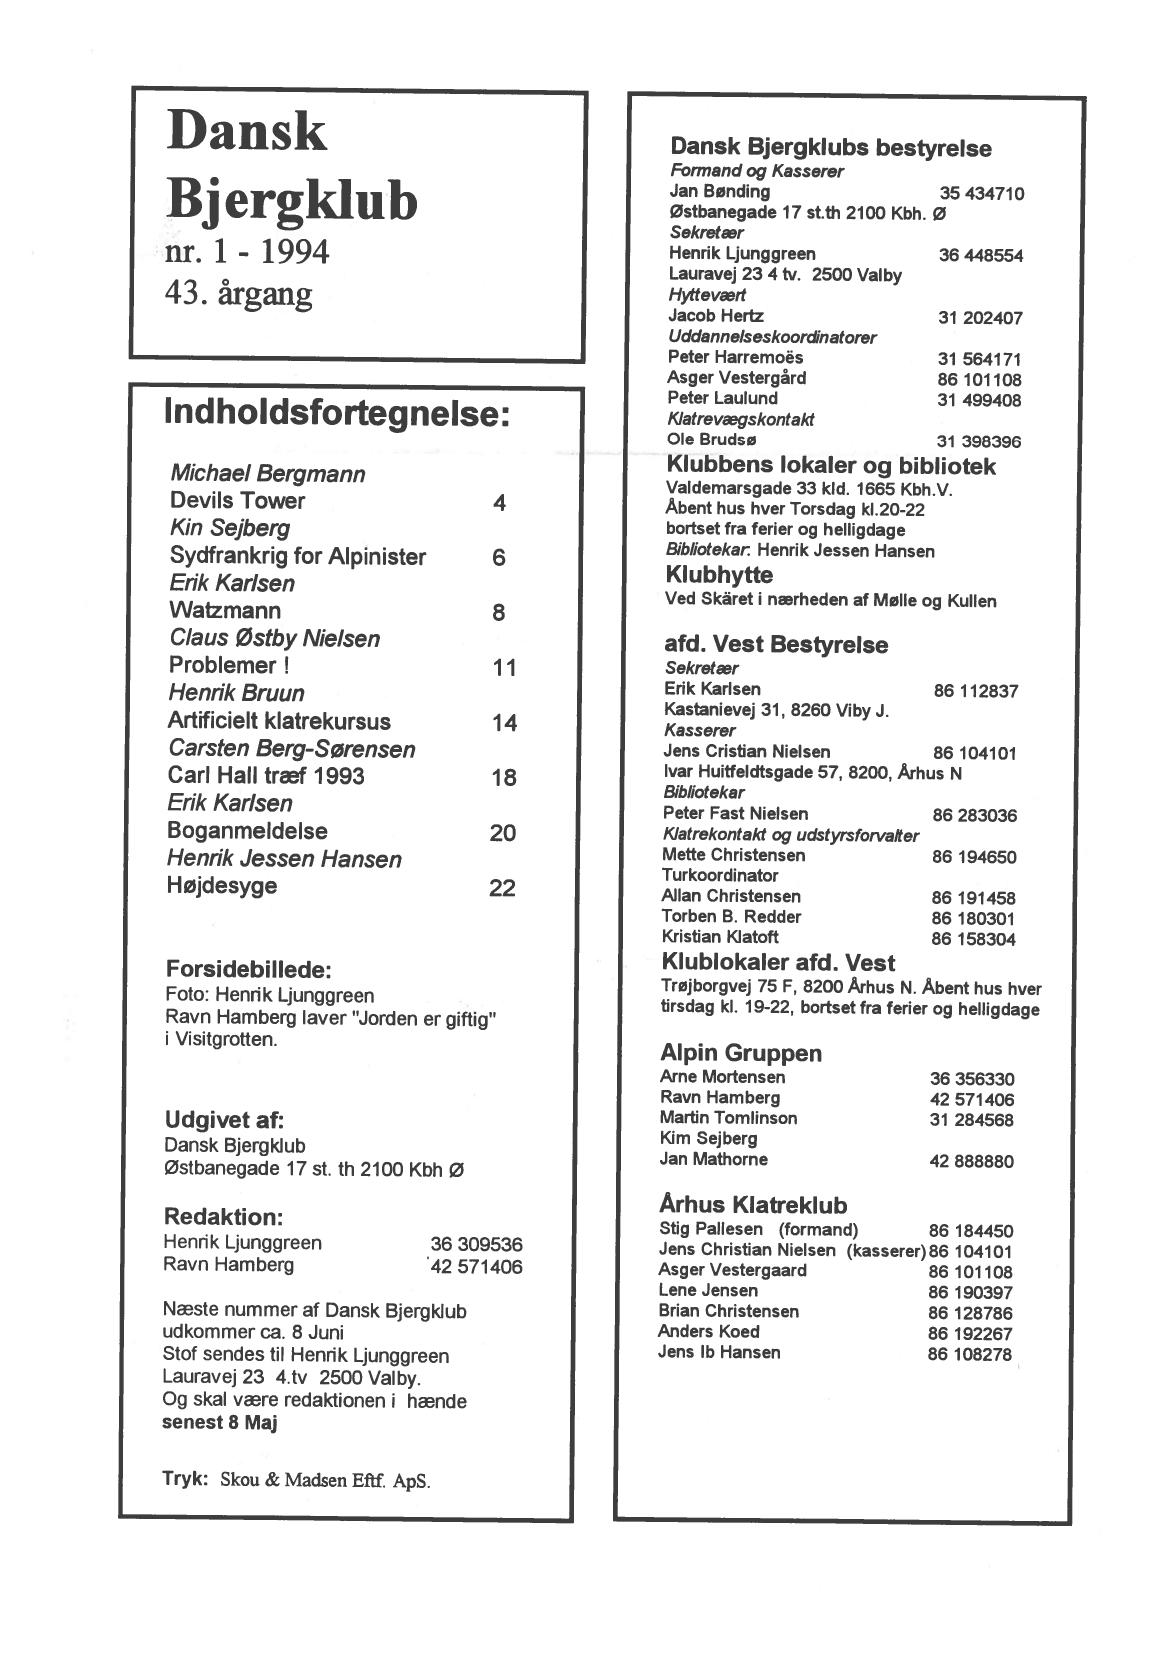 Dansk
Bjergklub
nr. 1 - 1994
43. årgang
Indholdsfortegnelse:
Michael Bergmann
Devils Tower 4
Kin Sejberg
Sydfrankrig for Alpinister 6
Erik Karlsen
Watzmann 8
Claus Østby Nielsen
Problemer ! 11
Henrik Bruun
Artificielt klatrekursus 14
Carsten Berg-Sørensen
Carl Hall træf 1993 18
Erik Karlsen
Boganmeldelse 20
Henrik Jessen Hansen
Højdesyge 22
Forsidebillede:
Foto: Henrik Ljunggreen
Ravn Hamberg laver "Jorden er giftig"
i Visitgrotten.
Udgivet af:
Dansk Bjergklub
Østbanegade 17 st. th 2100 Kbh Ø
Redaktion:
Henrik Ljunggreen 36 309536
Ravn Hamberg 42 571406
Næste nummer af Dansk Bjergklub
udkommer ca. 8 Juni
Stof sendes til Henrik Ljunggreen
Lauravej 23 4.tv 2500 Valby.
Og skal være redaktionen i hænde
senest 8 Maj
Tryk: Skou & Madsen Eftf. ApS.
Dansk Bjergklubs bestyrelse
Formand og Kasserer
Jan Bønding 35 434710
Østbanegade 17 st.th 2100 Kbh. Ø
Sekretær
Henrik Ljunggreen 36 448554
Lauravej 23 4 tv. 2500 Valby
Hyttevært
Jacob Hertz 31 202407
Uddannelseskoordinatorer
Peter Harremoës 31 564171
Asger Vestergård 86 101108
Peter Laulund 31 499408
Klatrevægskontakt
Ole Brudsø 31 398396
Klubbens lokaler og bibliotek
Valdemarsgade 33 kld. 1665 Kbh.V.
Åbent hus hver Torsdag kl.20-22
bortset fra ferier og helligdage
Bibliotekar: Henrik Jessen Hansen
Klubhytte
Ved Skäret i nærheden af Mølle og Kullen
afd. Vest Bestyrelse
Sekretær
Erik Karlsen 86 112837
Kastanievej 31, 8260 Viby J.
Kasserer
Jens Cristian Nielsen 86 104101
Ivar Huitfeldtsgade 57, 8200, Århus N
Bibliotekar
Peter Fast Nielsen 86 283036
Klatrekontakt og udstyrsforvalter
Mette Christensen 86 194650
Turkoordinator
Allan Christensen 86 191458
Torben B. Redder 86 180301
Kristian Klatoft 86 158304
Klublokaler afd. Vest
Trøjborgvej 75 F, 8200 Århus N. Åbent hus hver
tirsdag kl. 19-22, bortset fra ferier og helligdage
Alpin Gruppen
Arne Mortensen 36 356330
Ravn Hamberg 42 571406
Martin Tomlinson 31 284568
Kim Sejberg
Jan Mathorne 42 888880
Århus Klatreklub
Stig Pallesen (formand) 86 184450
Jens Christian Nielsen (kasserer) 86 104101
Asger Vestergaard 86 101108
Lene Jensen 86 190397
Brian Christensen 86 128786
Anders Koed 86 192267
Jens Ib Hansen 86 108278